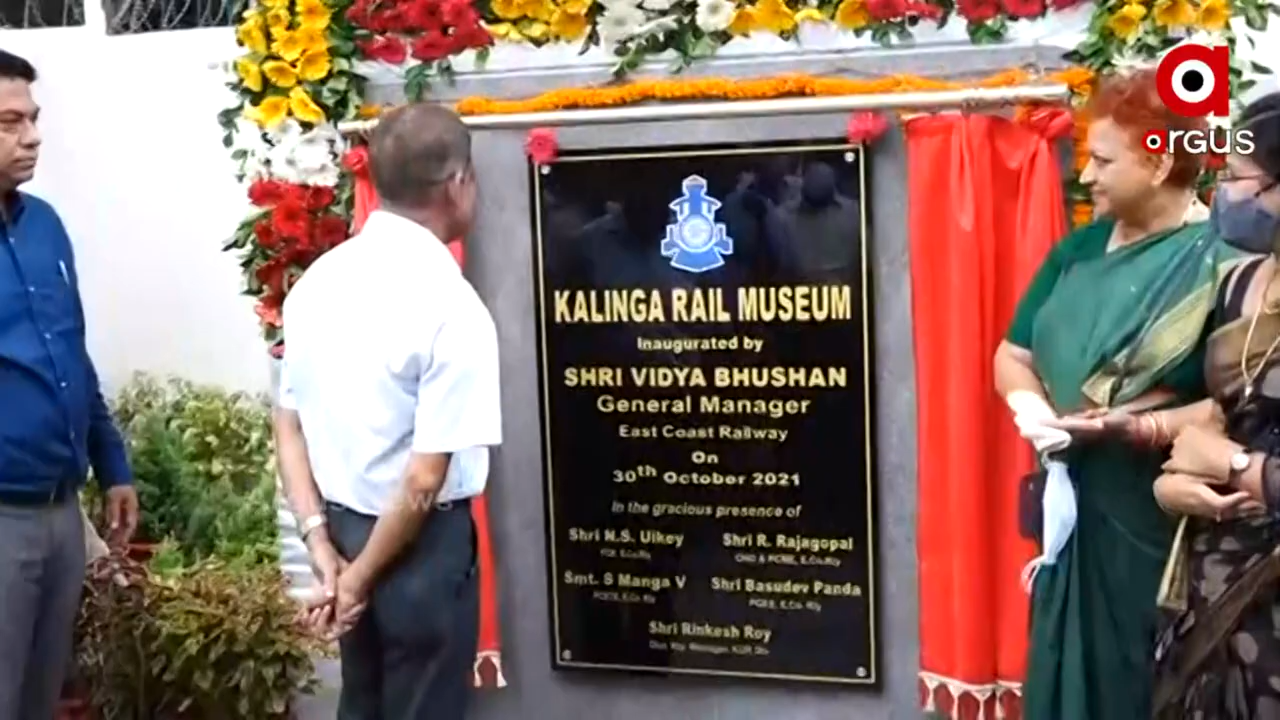 argus
KALINGA RAIL MUSEUM
Inaugurated by
SHRI VIDYA BHUSHAN
General Manager
East Coast Railway
On
30th October 2021
In the gracious presence of
Shri N.S. Uikey Shri R. Rajagopal
Smt. S Manga V Shri Basudev Panda
Shri Rinkesh Roy
NEWS